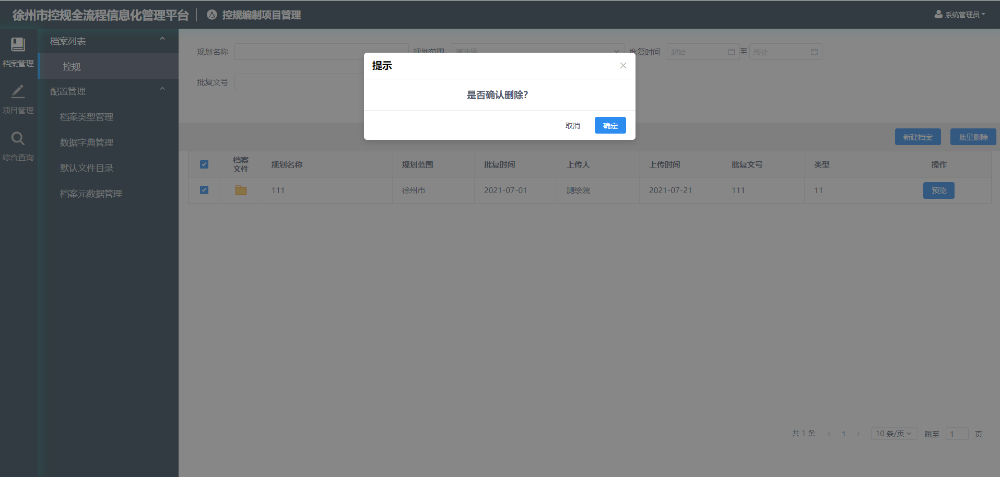 徐州市控规全流程信息化管理平台
控规编制项目管理
系统管理员
档案管理
项目管理
综合查询
档案列表
控规
配置管理
档案类型管理
数据字典管理
默认文件目录
档案元数据管理
规划名称
规划范围
请选择
批复时间
起始
至
终止
批复文号
提示
是否确认删除?
取消
确定
新建档案
批量删除
档案
文件
规划名称 规划范围 批复时间 上传人 上传时间 批复文号 类型 操作
111 徐州市 2021-07-01 测绘院 2021-07-21 111 11 预览
共 1 条 1 10 条/页 跳至 1 页